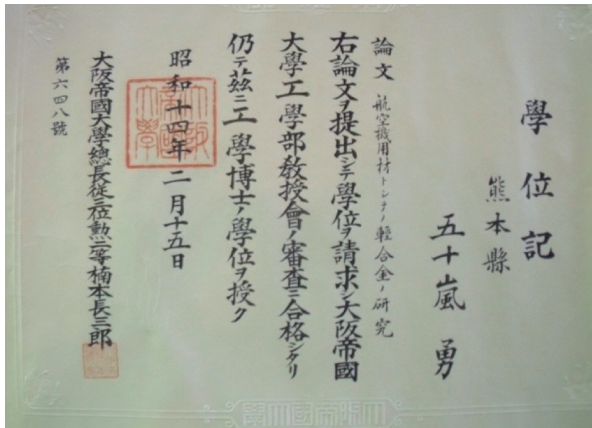 學位記
熊本縣
五十嵐勇
論文 航空機用材トシテノ輕合金ノ研究
右論文ヲ提出シテ學位ヲ請求シ大阪帝國
大學工學部敎授會ノ審査ニ合格シタリ
仍テ茲ニ工學博士ノ學位ヲ授ク
昭和十四年二月十五日
大阪帝國大學總長從三位勲二等楠本長三郎
第六四八號